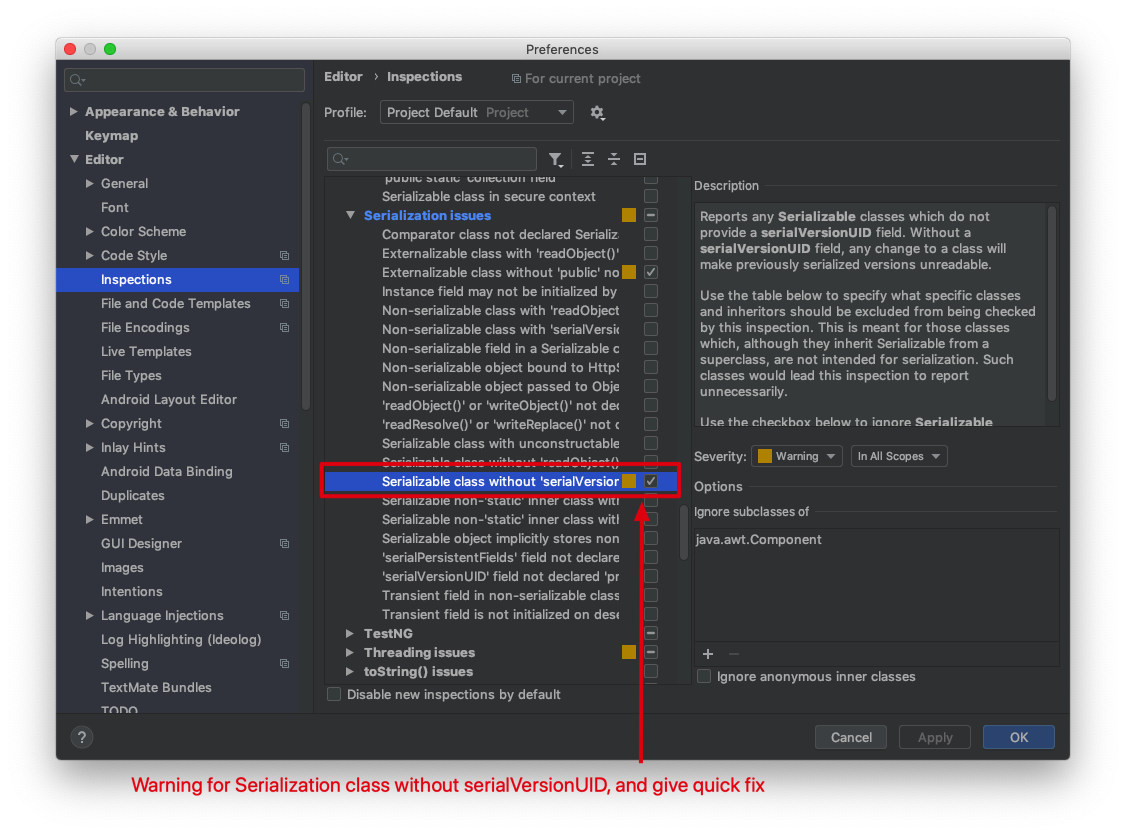 Preferences
Appearance & Behavior
Keymap
Editor
General
Font
Color Scheme
Code Style
Inspections
File and Code Templates
File Encodings
Live Templates
File Types
Android Layout Editor
Copyright
Inlay Hints
Android Data Binding
Duplicates
Emmet
GUI Designer
Images
Intentions
Language Injections
Log Highlighting (Ideolog)
Spelling
TextMate Bundles
TODO
Editor › Inspections
For current project
Profile: Project Default Project
'public static' collection field
Serializable class in secure context
Serialization issues
Comparator class not declared Serializa
Externalizable class with 'readObject()'
Externalizable class without 'public' no
Instance field may not be initialized by
Non-serializable class with 'readObject
Non-serializable class with 'serialVersio
Non-serializable field in a Serializable c
Non-serializable object bound to HttpS
Non-serializable object passed to Obje
'readObject()' or 'writeObject()' not dec
'readResolve()' or 'writeReplace()' not d
Serializable class with unconstructable
Serializable class without 'readObject()
Serializable class without 'serialVersion
Serializable non-'static' inner class with
Serializable non-'static' inner class with
Serializable object implicitly stores non
'serialPersistentFields' field not declare
'serialVersionUID' field not declared 'pr
Transient field in non-serializable class
Transient field is not initialized on dese
TestNG
Threading issues
toString() issues
Disable new inspections by default
Description
Reports any Serializable classes which do not
provide a serialVersionUID field. Without a
serialVersionUID field, any change to a class will
make previously serialized versions unreadable.
Use the table below to specify what specific classes
and inheritors should be excluded from being checked
by this inspection. This is meant for those classes
which, although they inherit Serializable from a
superclass, are not intended for serialization. Such
classes would lead this inspection to report
unnecessarily.
Use the checkbox below to ignore Serializable
Severity: Warning In All Scopes
Options
Ignore subclasses of
java.awt.Component
Ignore anonymous inner classes
?
Cancel
Apply
OK
Warning for Serialization class without serialVersionUID, and give quick fix